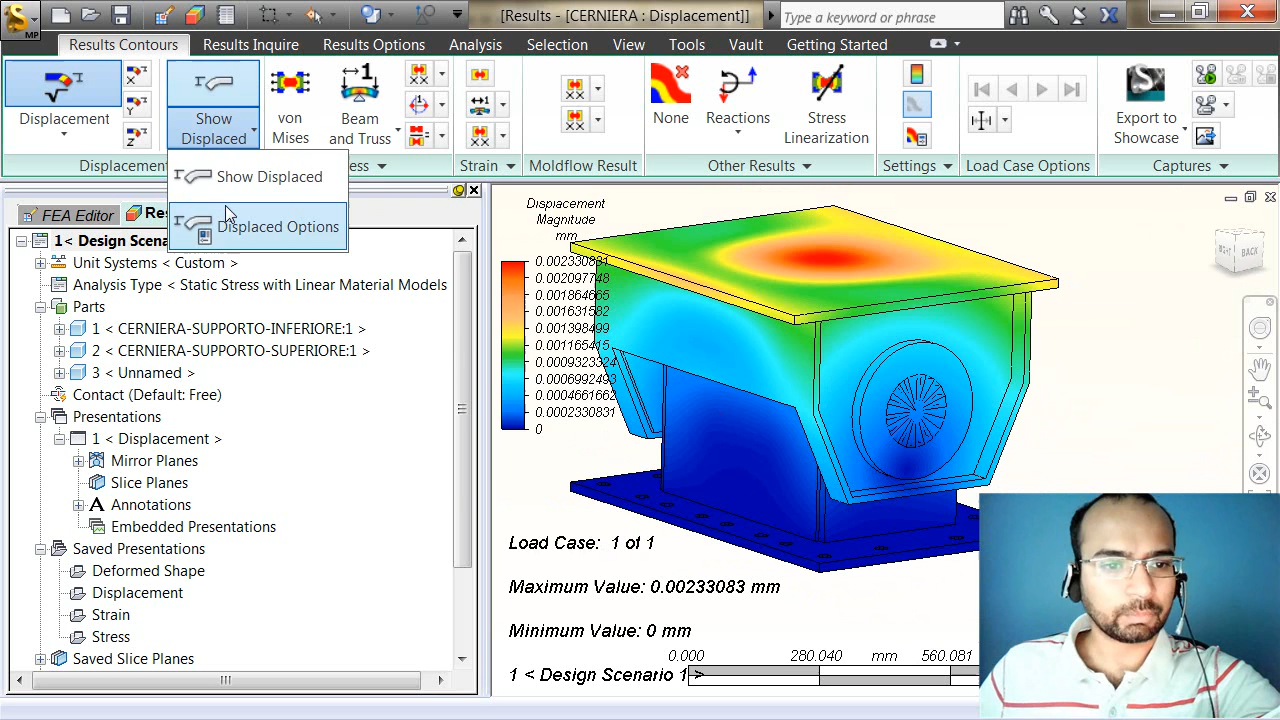 MP
[Results - [CERNIERA : Displacement]]
Type a keyword or phrase
Results Contours
Results Inquire
Results Options
Analysis
Selection
View
Tools
Vault
Getting Started
Displacement
Show Displaced
von Mises
Beam and Truss
None
Reactions
Stress Linearization
Export to Showcase
Displacement
ess
Strain
Moldflow Result
Other Results
Settings
Load Case Options
Captures
Show Displaced
Displaced Options
FEA Editor
Res
1< Design Scena
Unit Systems < Custom >
Analysis Type < Static Stress with Linear Material Models
Parts
1 < CERNIERA-SUPPORTO-INFERIORE:1 >
2 < CERNIERA-SUPPORTO-SUPERIORE:1 >
3 < Unnamed >
Contact (Default: Free)
Presentations
1 < Displacement >
Mirror Planes
Slice Planes
Annotations
Embedded Presentations
Saved Presentations
Deformed Shape
Displacement
Strain
Stress
Saved Slice Planes
Displacement
Magnitude
mm
0.002330831
0.002097748
0.001864665
0.001398499
0.001165415
0.0006992493
0.0004661662
0.0002330831
0
BACK
Load Case: 1 of 1
Maximum Value: 0.00233083 mm
Minimum Value: 0 mm
1 < Design Scenario 1 >
0.000
280.040
mm
560.081